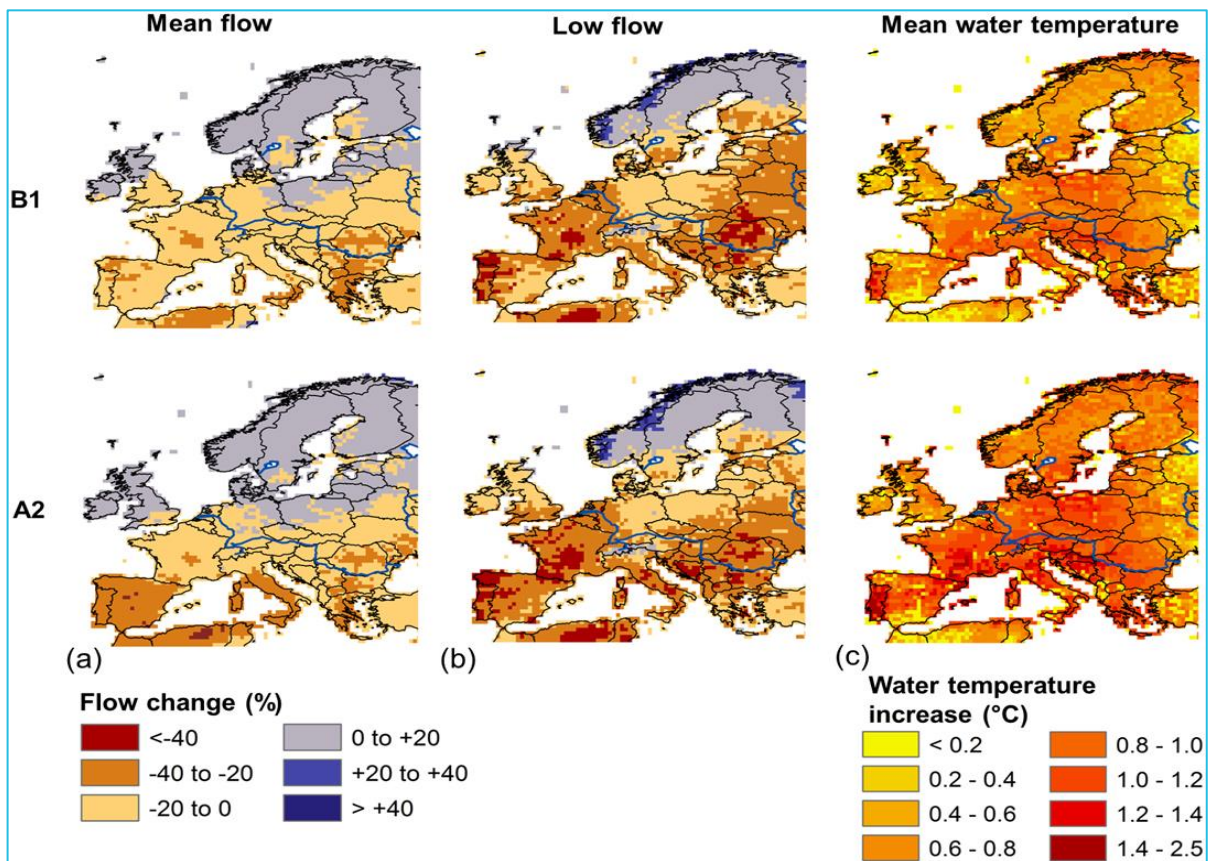 Mean flow
Low flow
Mean water temperature
B1
A2
(a)
(b)
(c)
Flow change (%)
<-40
-40 to -20
-20 to 0
0 to +20
+20 to +40
> +40
Water temperature
increase (°C)
< 0.2
0.2 - 0.4
0.4 - 0.6
0.6 - 0.8
0.8 - 1.0
1.0 - 1.2
1.2 - 1.4
1.4 - 2.5